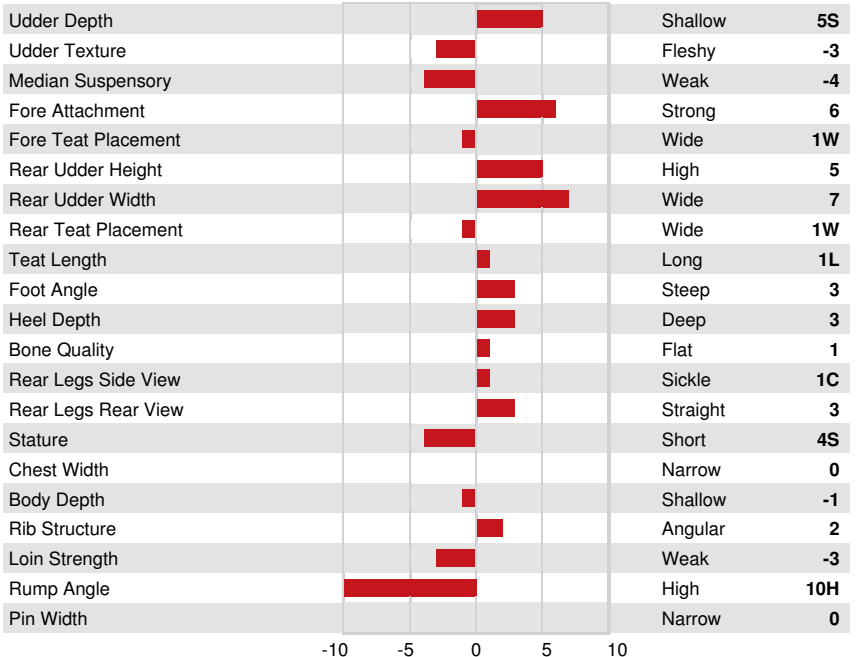 Udder Depth Shallow 5S
Udder Texture Fleshy -3
Median Suspensory Weak -4
Fore Attachment Strong 6
Fore Teat Placement Wide 1W
Rear Udder Height High 5
Rear Udder Width Wide 7
Rear Teat Placement Wide 1W
Teat Length Long 1L
Foot Angle Steep 3
Heel Depth Deep 3
Bone Quality Flat 1
Rear Legs Side View Sickle 1C
Rear Legs Rear View Straight 3
Stature Short 4S
Chest Width Narrow 0
Body Depth Shallow -1
Rib Structure Angular 2
Loin Strength Weak -3
Rump Angle High 10H
Pin Width Narrow 0
-10 -5 0 5 10